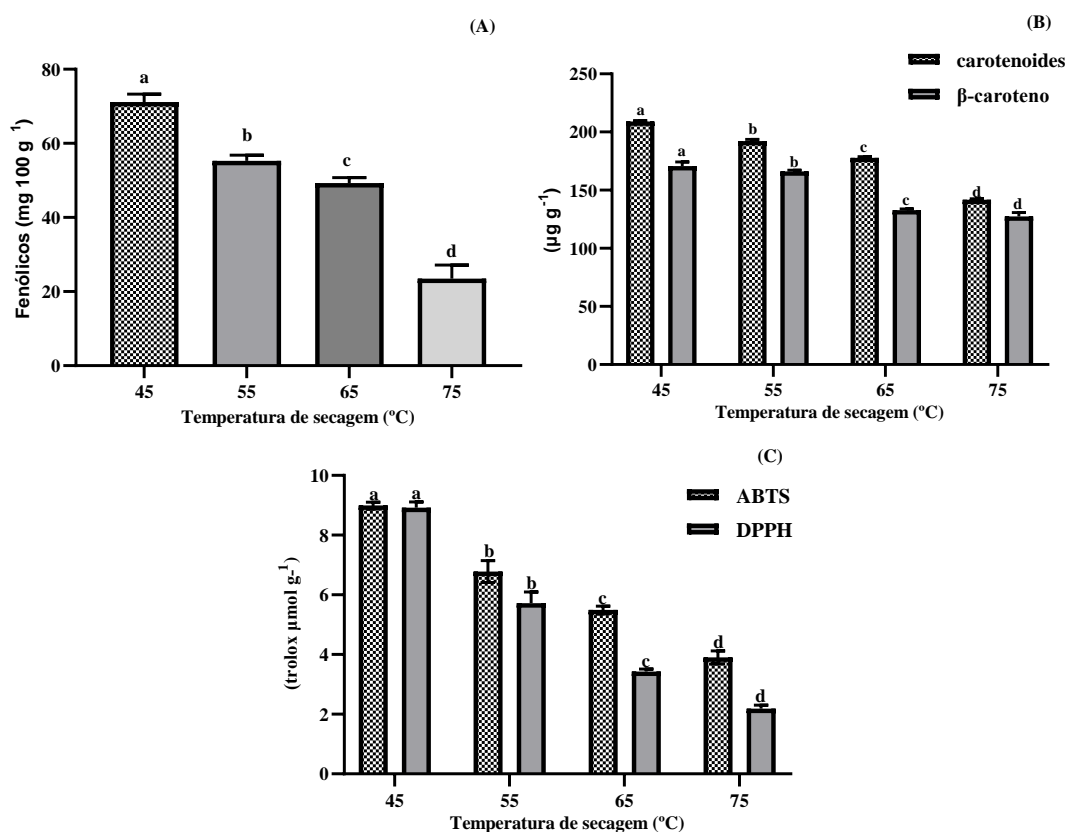 (A)
80
60
40
20
0
Fenólicos (mg 100 g ⁻¹)
a
b
c
d
45 55 65 75
Temperatura de secagem (ºC)
(B)
carotenoides
β-caroteno
250
200
150
100
50
0
(µg g⁻¹)
a a b b c c d d
45 55 65 75
Temperatura de secagem (ºC)
(C)
ABTS
DPPH
10
8
6
4
2
0
(trolox µmol g-¹)
a a b b c c d d
45 55 65 75
Temperatura de secagem (ºC)